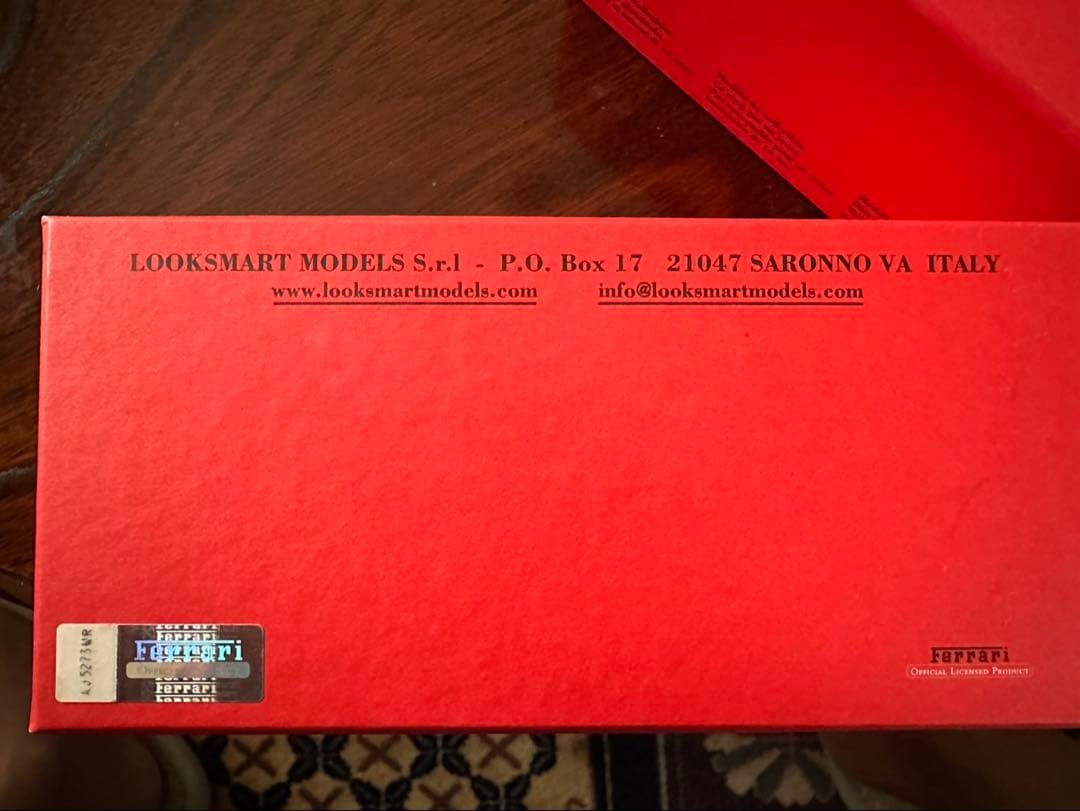 LOOKSMART MODELS S.r.l - P.O. Box 17 21047 SARONNO VA ITALY
www.looksmartmodels.com info@looksmartmodels.com
AJ5273WR
Ferrari
Ferrari
Ferrari
Ferrari
Ferrari
OFFICIAL LICENSED PRODUCT